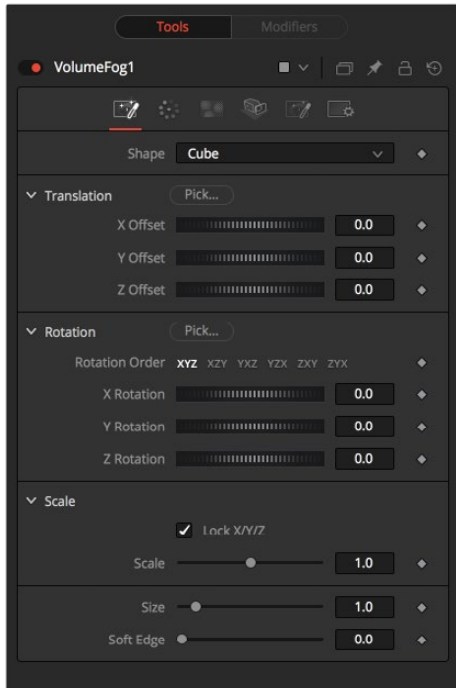 Tools Modifiers
VolumeFog1
Shape Cube
Translation Pick...
X Offset 0.0
Y Offset 0.0
Z Offset 0.0
Rotation Pick...
Rotation Order XYZ XZY YXZ YZX ZXY ZYX
X Rotation 0.0
Y Rotation 0.0
Z Rotation 0.0
Scale
Lock X/Y/Z
Scale 1.0
Size 1.0
Soft Edge 0.0